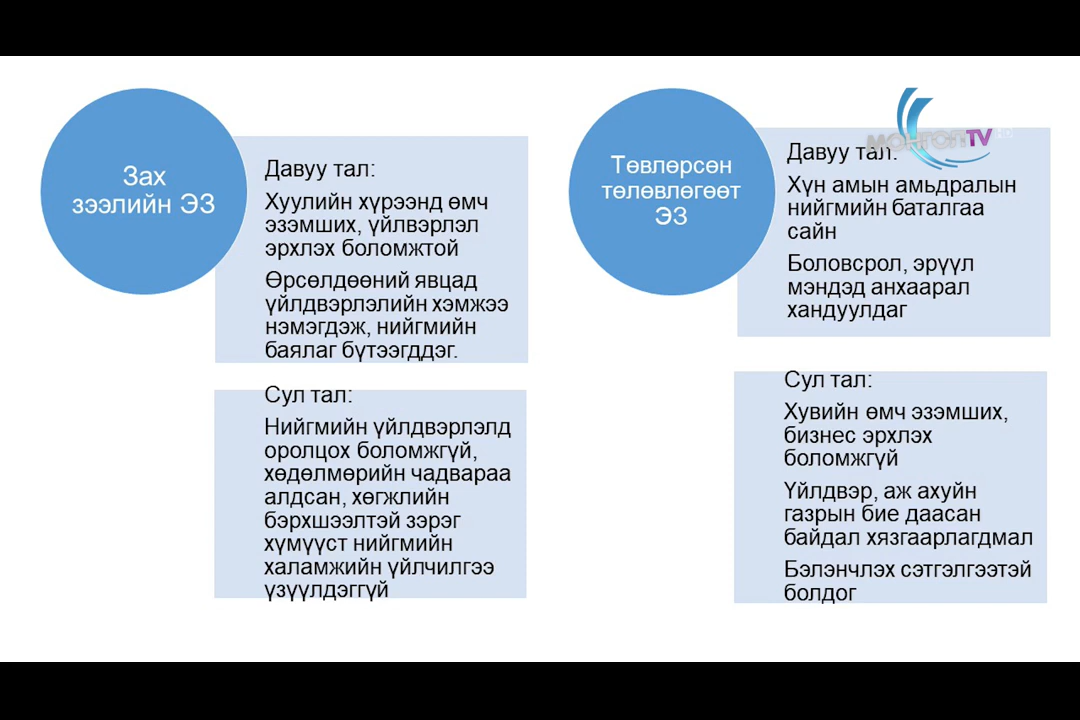 Зах
зээлийн ЭЗ
Давуу тал:
Хуулийн хүрээнд өмч
эзэмших, үйлвэрлэл
эрхлэх боломжтой
Өрсөлдөөний явцад
үйлдвэрлэлийн хэмжээ
нэмэгдэж, нийгмийн
баялаг бүтээгддэг.
Сул тал:
Нийгмийн үйлдвэрлэлд
оролцох боломжгүй,
хөдөлмөрийн чадвараа
алдсан, хөгжлийн
бэрхшээлтэй зэрэг
хүмүүст нийгмийн
халамжийн үйлчилгээ
үзүүлдэггүй
Төвлөрсөн
төлөвлөгөөт
ЭЗ
МОНГОЛ TV
Давуу тал:
Хүн амын амьдралын
нийгмийн баталгаа
сайн
Боловсрол, эрүүл
мэндэд анхаарал
хандуулдаг
Сул тал:
Хувийн өмч эзэмших,
бизнес эрхлэх
боломжгүй
Үйлдвэр, аж ахуйн
газрын бие даасан
байдал хязгаарлагдмал
Бэлэнчлэх сэтгэлгээтэй
болдог